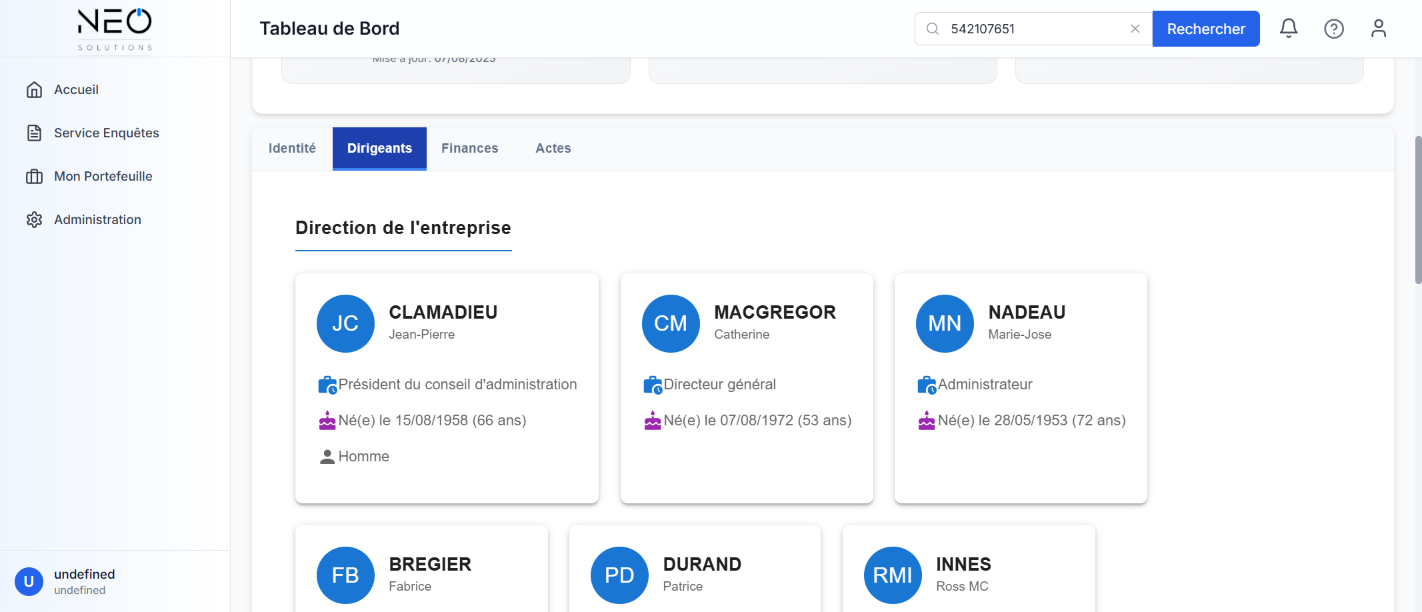 NEO
SOLUTIONS
Tableau de Bord
542107651
Rechercher
Accueil
Service Enquêtes
Mon Portefeuille
Administration
Mise à jour: 07/08/2025
Identité
Dirigeants
Finances
Actes
Direction de l'entreprise
JC
CLAMADIEU
Jean-Pierre
Président du conseil d'administration
Né(e) le 15/08/1958 (66 ans)
Homme
CM
MACGREGOR
Catherine
Directeur général
Né(e) le 07/08/1972 (53 ans)
MN
NADEAU
Marie-Jose
Administrateur
Né(e) le 28/05/1953 (72 ans)
FB
BREGIER
Fabrice
PD
DURAND
Patrice
RMI
INNES
Ross MC
U
undefined
undefined